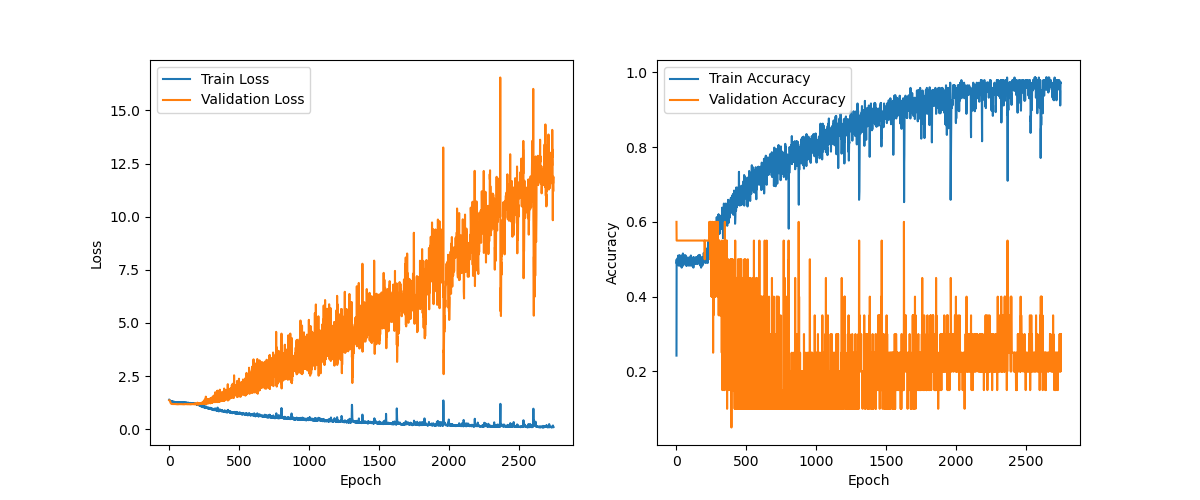 Train Loss
Validation Loss
15.0
12.5
10.0
7.5
5.0
2.5
0.0
Loss
0 500 1000 1500 2000 2500
Epoch
Train Accuracy
Validation Accuracy
1.0
0.8
0.6
0.4
0.2
Accuracy
0 500 1000 1500 2000 2500
Epoch